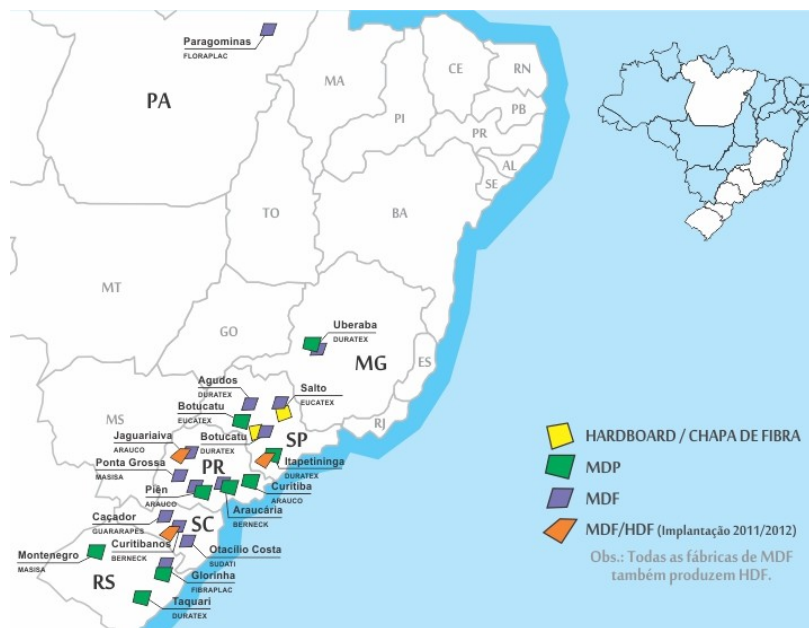 Paragominas
FLORAPLAC
PA
MA
CE
RN
PB
PI
PR
AL
SE
TO
BA
MT
GO
Uberaba
DURATEX
MG
ES
Agudos
DURATEX
Salto
EUCATEX
MS
Botucatu
EUCATEX
RJ
Jaguariaiva
ARAUCO
Botucatu
DURATEX
SP
Itapetininga
DURATEX
Ponta Grossa
MASISA
PR
Piên
ARAUCO
Curitiba
ARAUCO
Araucária
BERNECK
Caçador
GUARARAPES
SC
Curitibanos
BERNECK
Otacílio Costa
SUDATI
Montenegro
MASISA
RS
Glorinha
FIBRAPLAC
Taquari
DURATEX
HARDBOARD / CHAPA DE FIBRA
MDP
MDF
MDF/HDF (Implantação 2011/2012)
Obs.: Todas as fábricas de MDF
também produzem HDF.